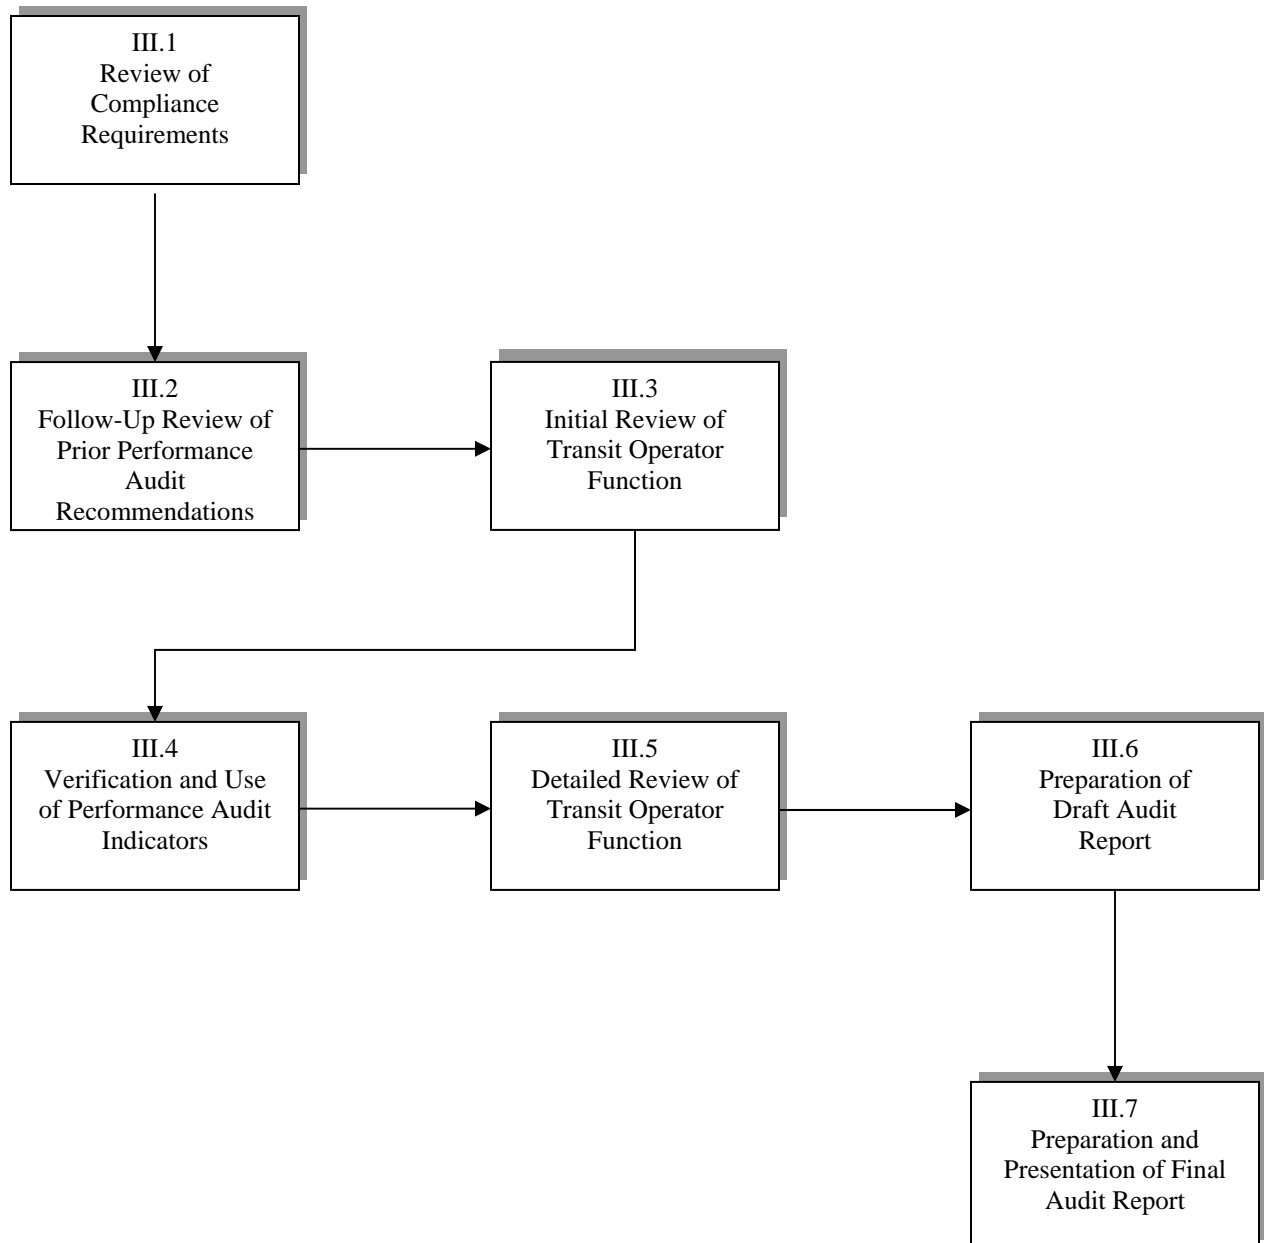 III.1
Review of
Compliance
Requirements
III.2
Follow-Up Review of
Prior Performance
Audit
Recommendations
III.3
Initial Review of
Transit Operator
Function
III.4
Verification and Use
of Performance Audit
Indicators
III.5
Detailed Review of
Transit Operator
Function
III.6
Preparation of
Draft Audit
Report
III.7
Preparation and
Presentation of Final
Audit Report